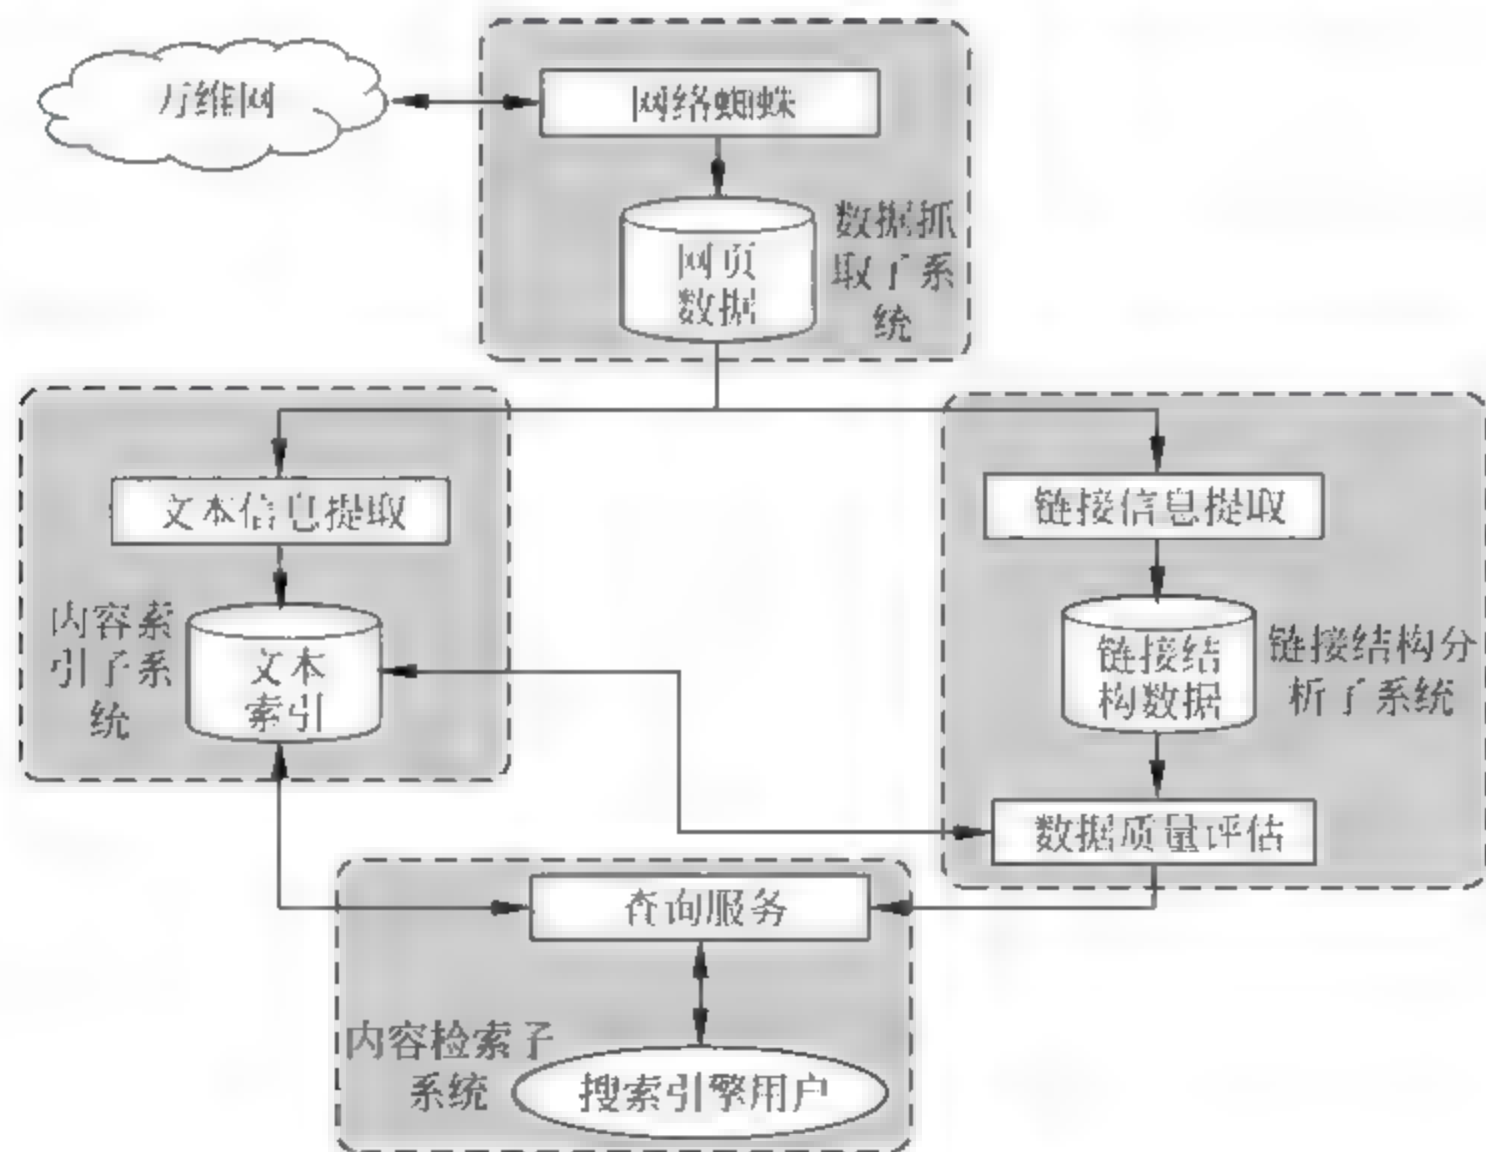 万维网
网络蜘蛛
网页
数据
数据抓
取子系
统
文本信息提取
内容索
引子系
统
文本
索引
链接信息提取
链接结
构数据
链接结构分
析子系统
数据质量评估
查询服务
内容检索子
系统
搜索引擎用户